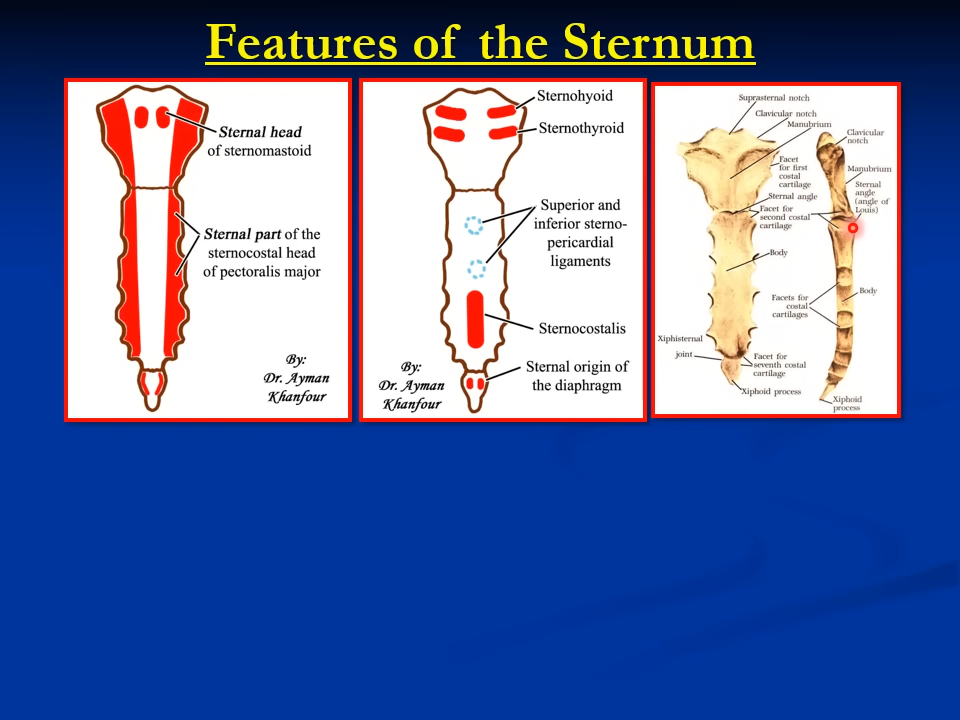 Features of the Sternum
Sternal head
of sternomastoid
Sternal part of the
sternocostal head
of pectoralis major
By:
Dr. Ayman
Khanfour
Sternohyoid
Sternothyroid
Superior and
inferior sterno-
pericardial
ligaments
Sternocostalis
Sternal origin of
the diaphragm
By:
Dr. Ayman
Khanfour
Suprasternal notch
Clavicular notch
Manubrium
Facet
for first
costal
cartilage
Sternal angle
Facet for
second costal
cartilage
Body
Facets for
costal
cartilages
Xiphisternal
joint
Facet for
seventh costal
cartilage
Xiphoid process
Clavicular
notch
Manubrium
Sternal
angle
(angle of
Louis)
Body
Xiphoid
process